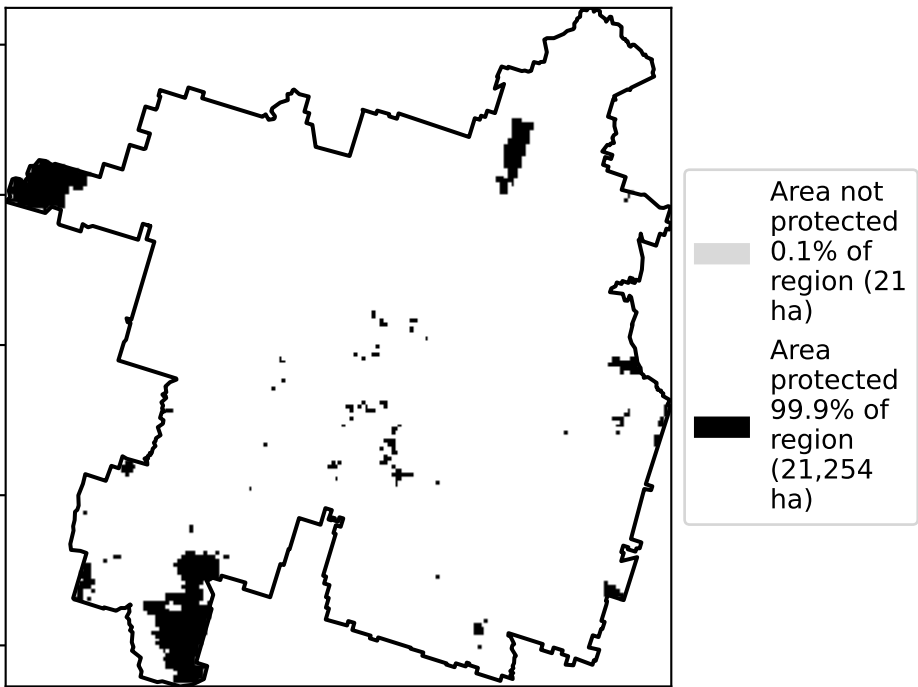 Area not
protected
0.1% of
region (21
ha)
Area
protected
99.9% of
region
(21,254
ha)